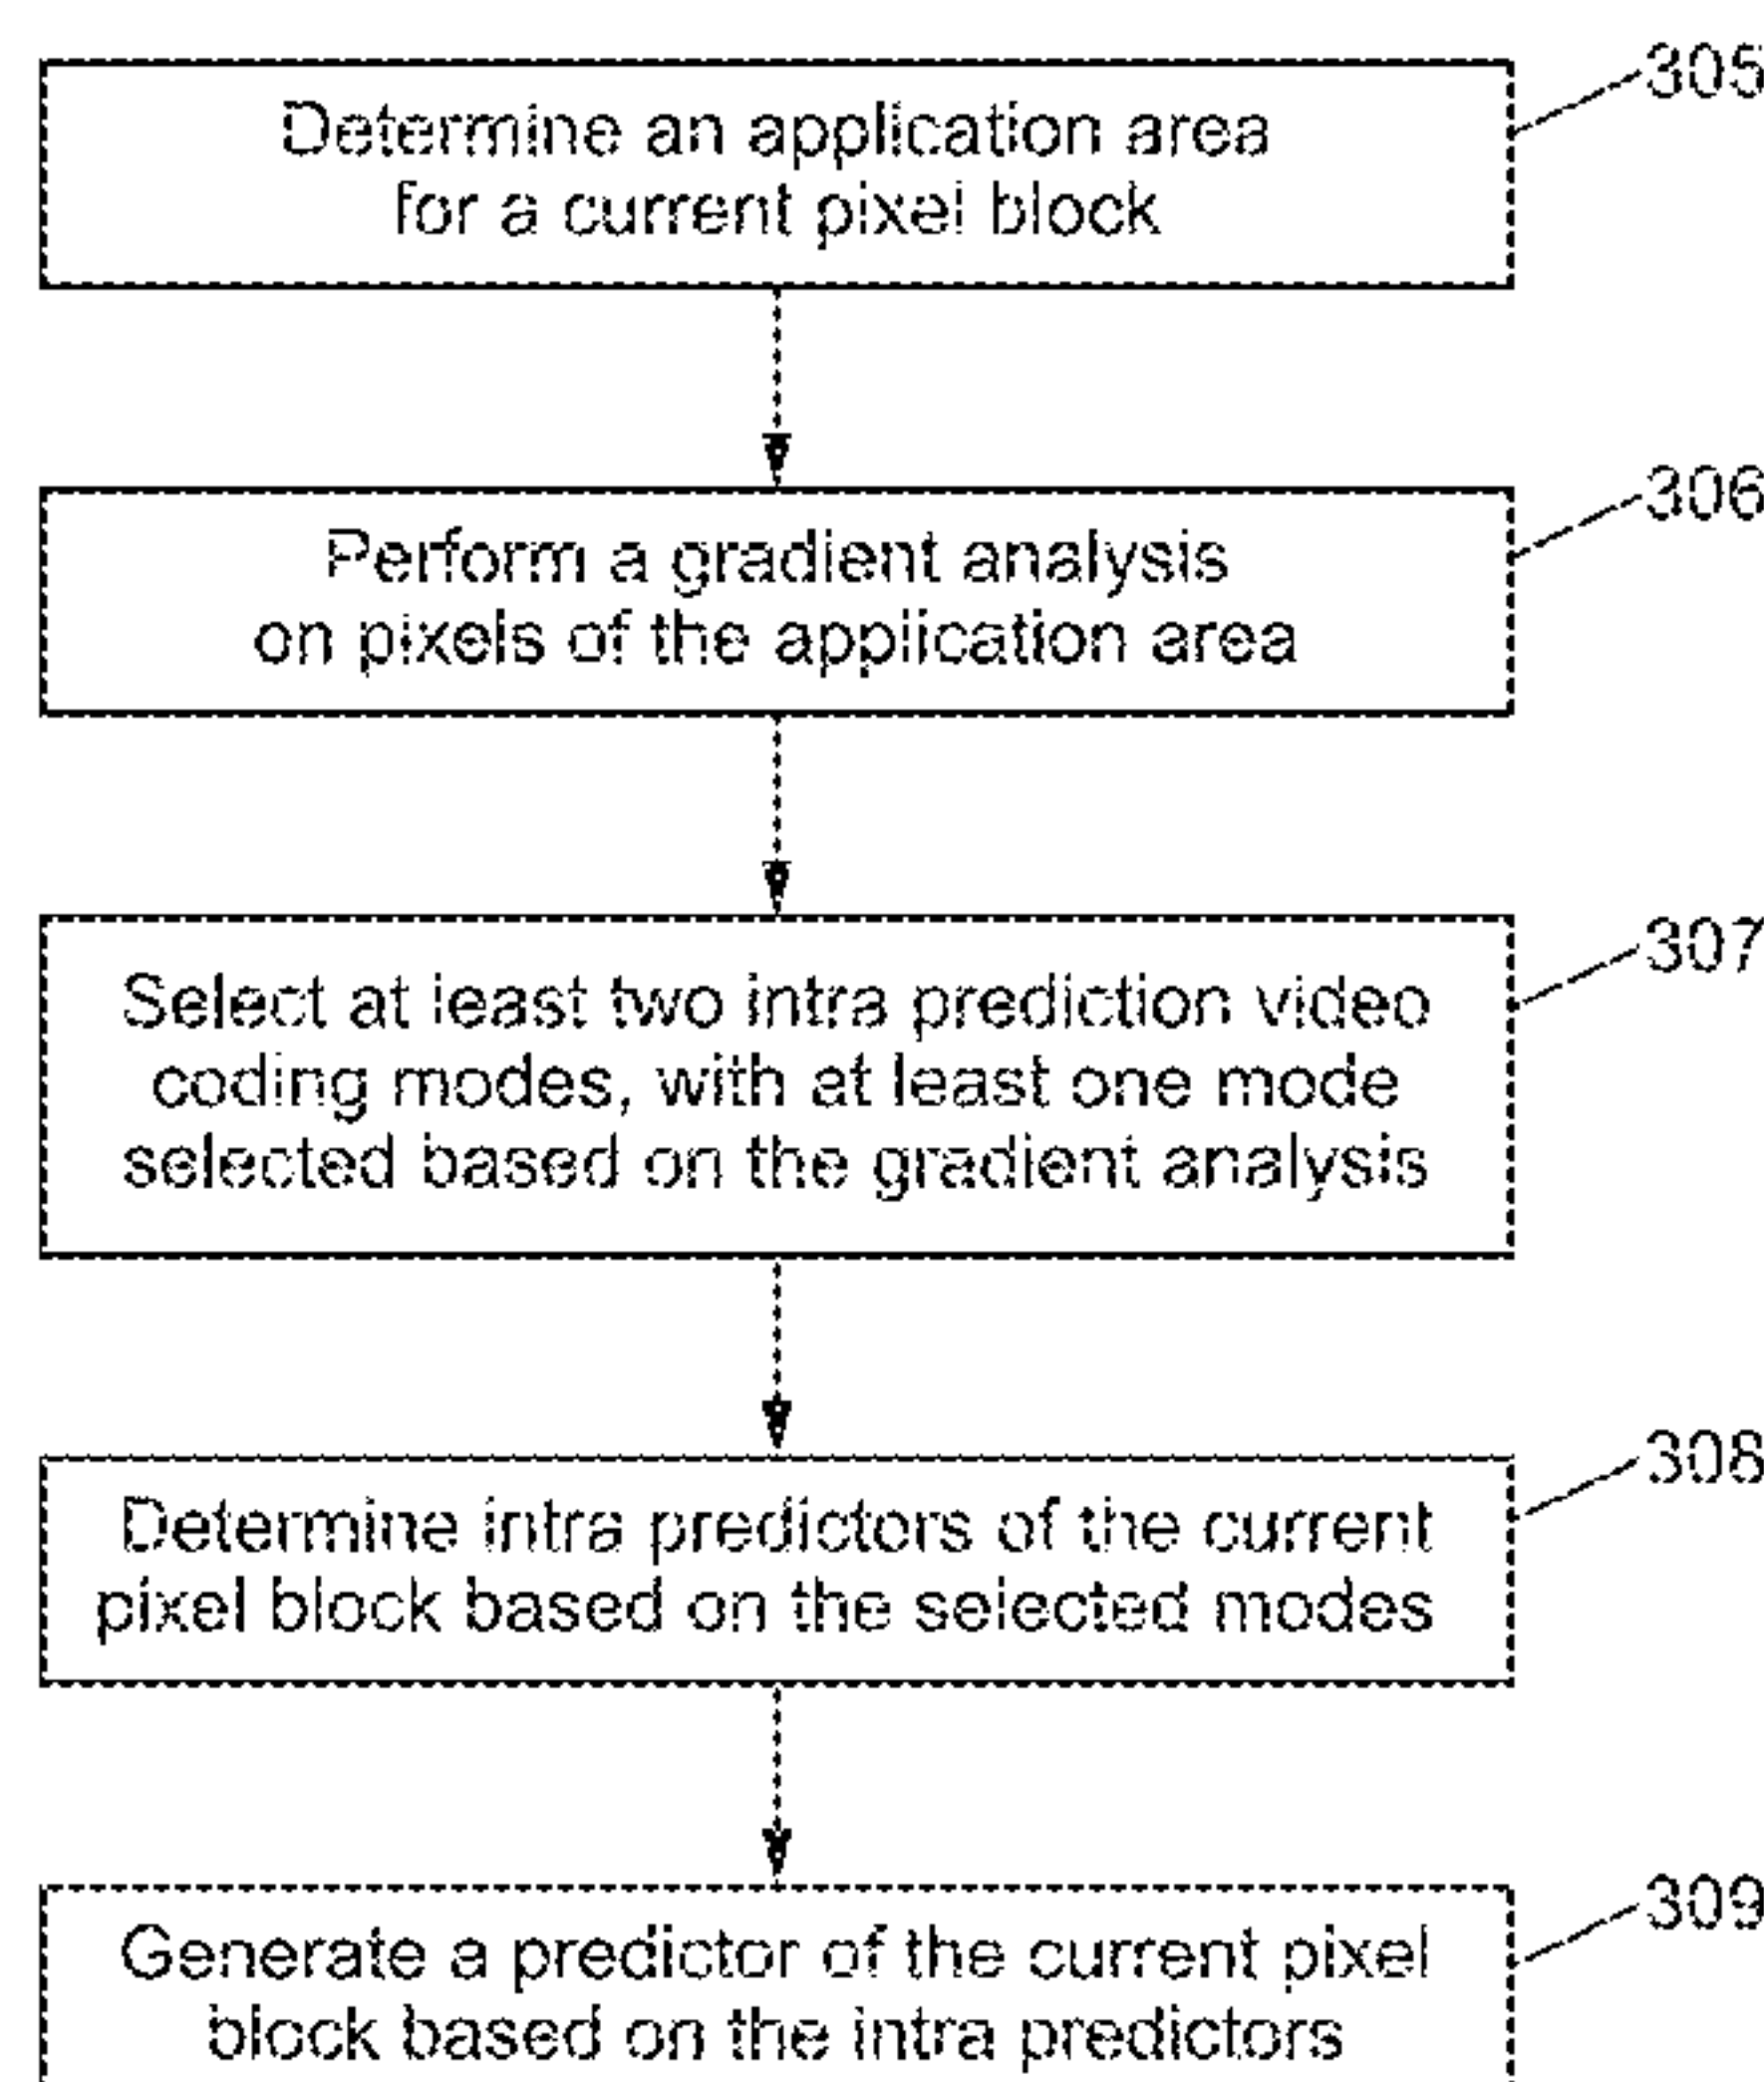 Determine an application area
for a current pixel block
305
Perform a gradient analysis
on pixels of the application area
306
Select at least two intra prediction video
coding modes, with at least one mode
selected based on the gradient analysis
307
Determine intra predictors of the current
pixel block based on the selected modes
308
Generate a predictor of the current pixel
block based on the intra predictors
309